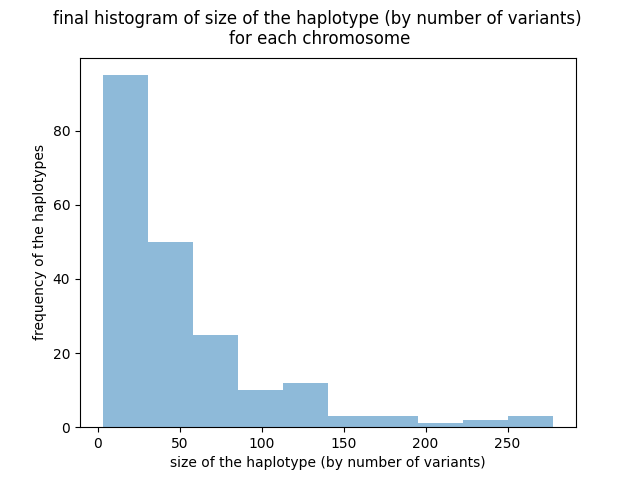 final histogram of size of the haplotype (by number of variants)
for each chromosome
frequency of the haplotypes
80
60
40
20
0
0 50 100 150 200 250
size of the haplotype (by number of variants)